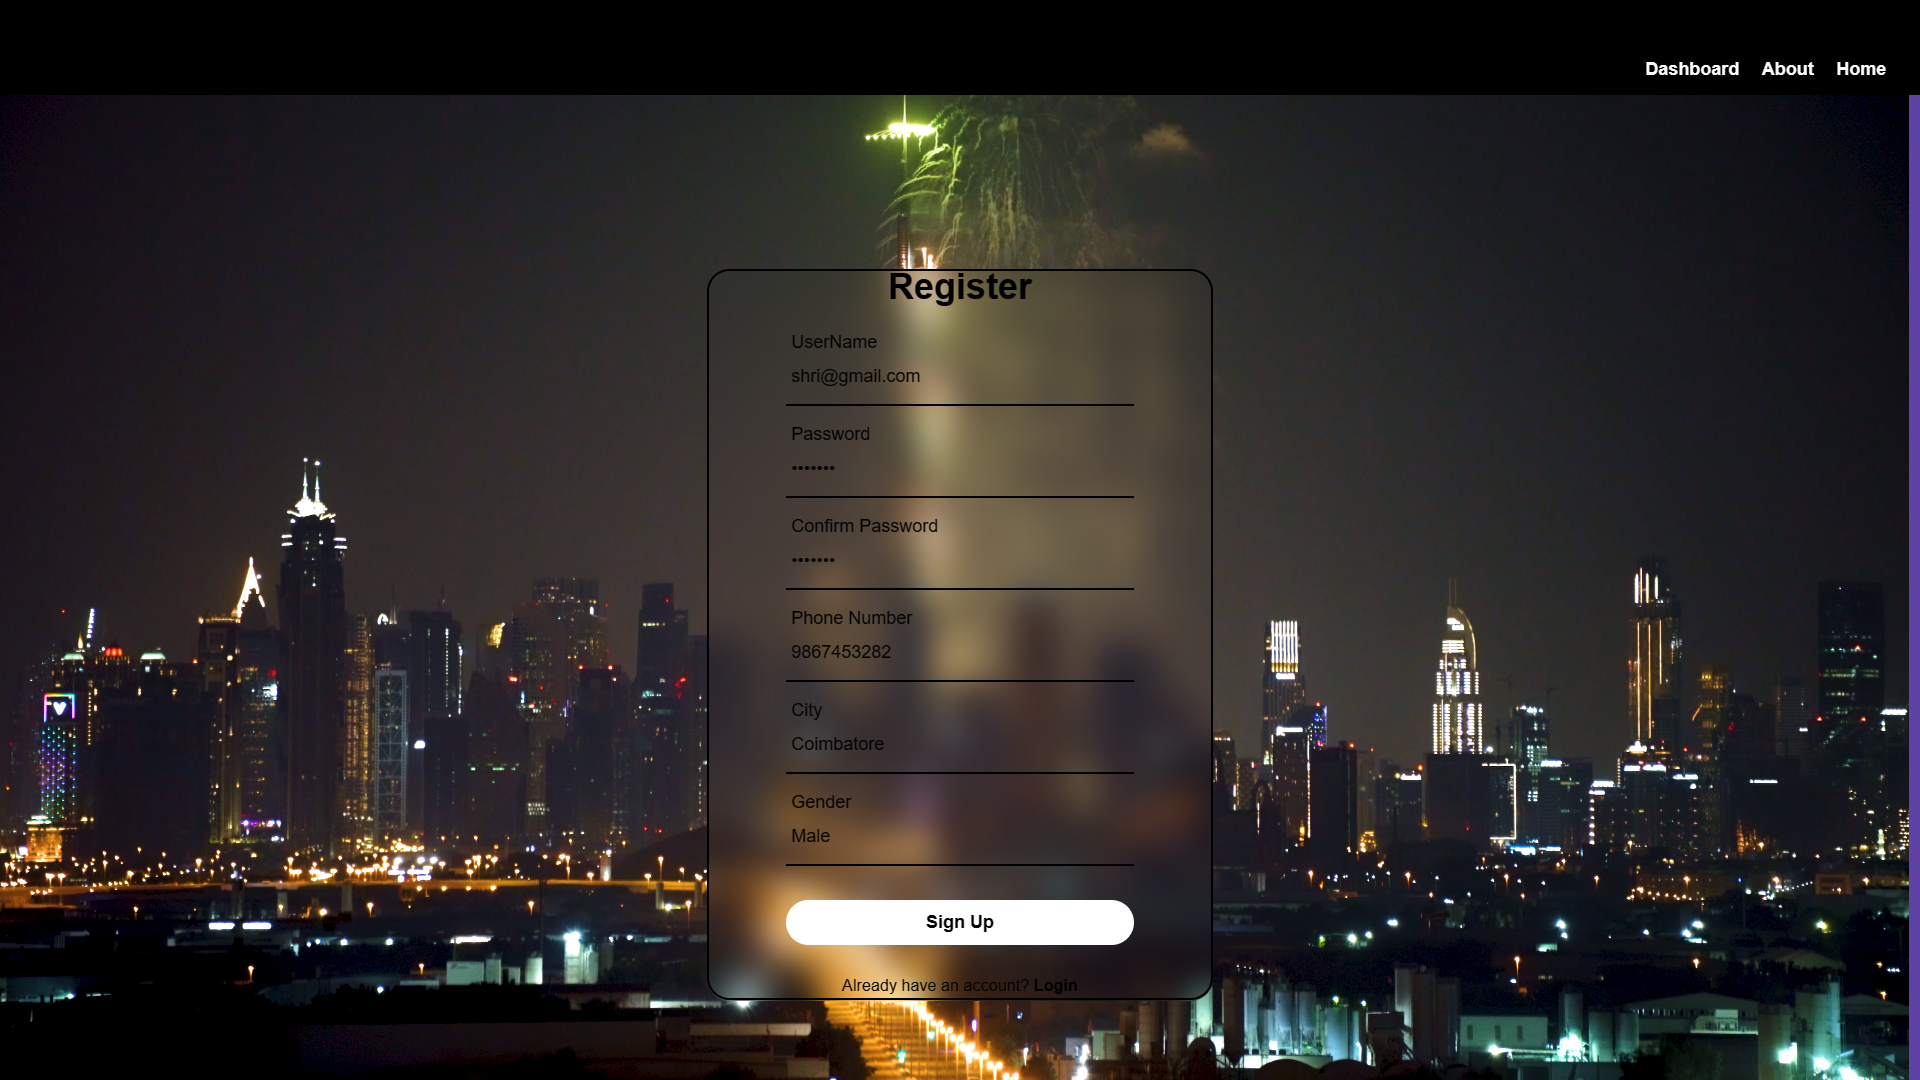 Dashboard About Home
Register
UserName
shri@gmail.com
Password
•••••••
Confirm Password
•••••••
Phone Number
9867453282
City
Coimbatore
Gender
Male
Sign Up
Already have an account? Login